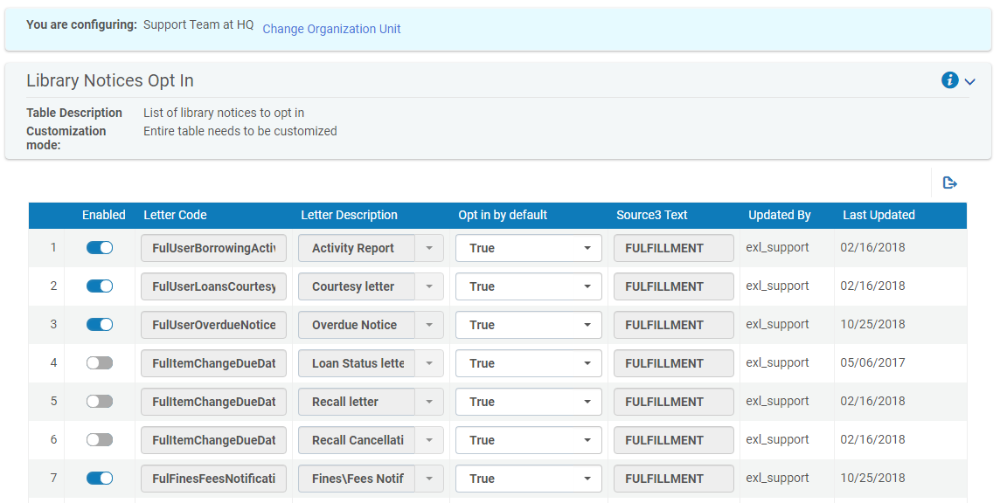 You are configuring: Support Team at HQ Change Organization Unit
Library Notices Opt In
Table Description List of library notices to opt in
Customization mode: Entire table needs to be customized
Enabled Letter Code Letter Description Opt in by default Source3 Text Updated By Last Updated
1 FulUserBorrowingActiv Activity Report True FULFILLMENT exl_support 02/16/2018
2 FulUserLoansCourtesy Courtesy letter True FULFILLMENT exl_support 02/16/2018
3 FulUserOverdueNotice Overdue Notice True FULFILLMENT exl_support 10/25/2018
4 FulItemChangeDueDat Loan Status lette True FULFILLMENT exl_support 05/06/2017
5 FulItemChangeDueDat Recall letter True FULFILLMENT exl_support 02/16/2018
6 FulItemChangeDueDat Recall Cancellati True FULFILLMENT exl_support 02/16/2018
7 FulFinesFeesNotificati Fines\Fees Notif True FULFILLMENT exl_support 10/25/2018